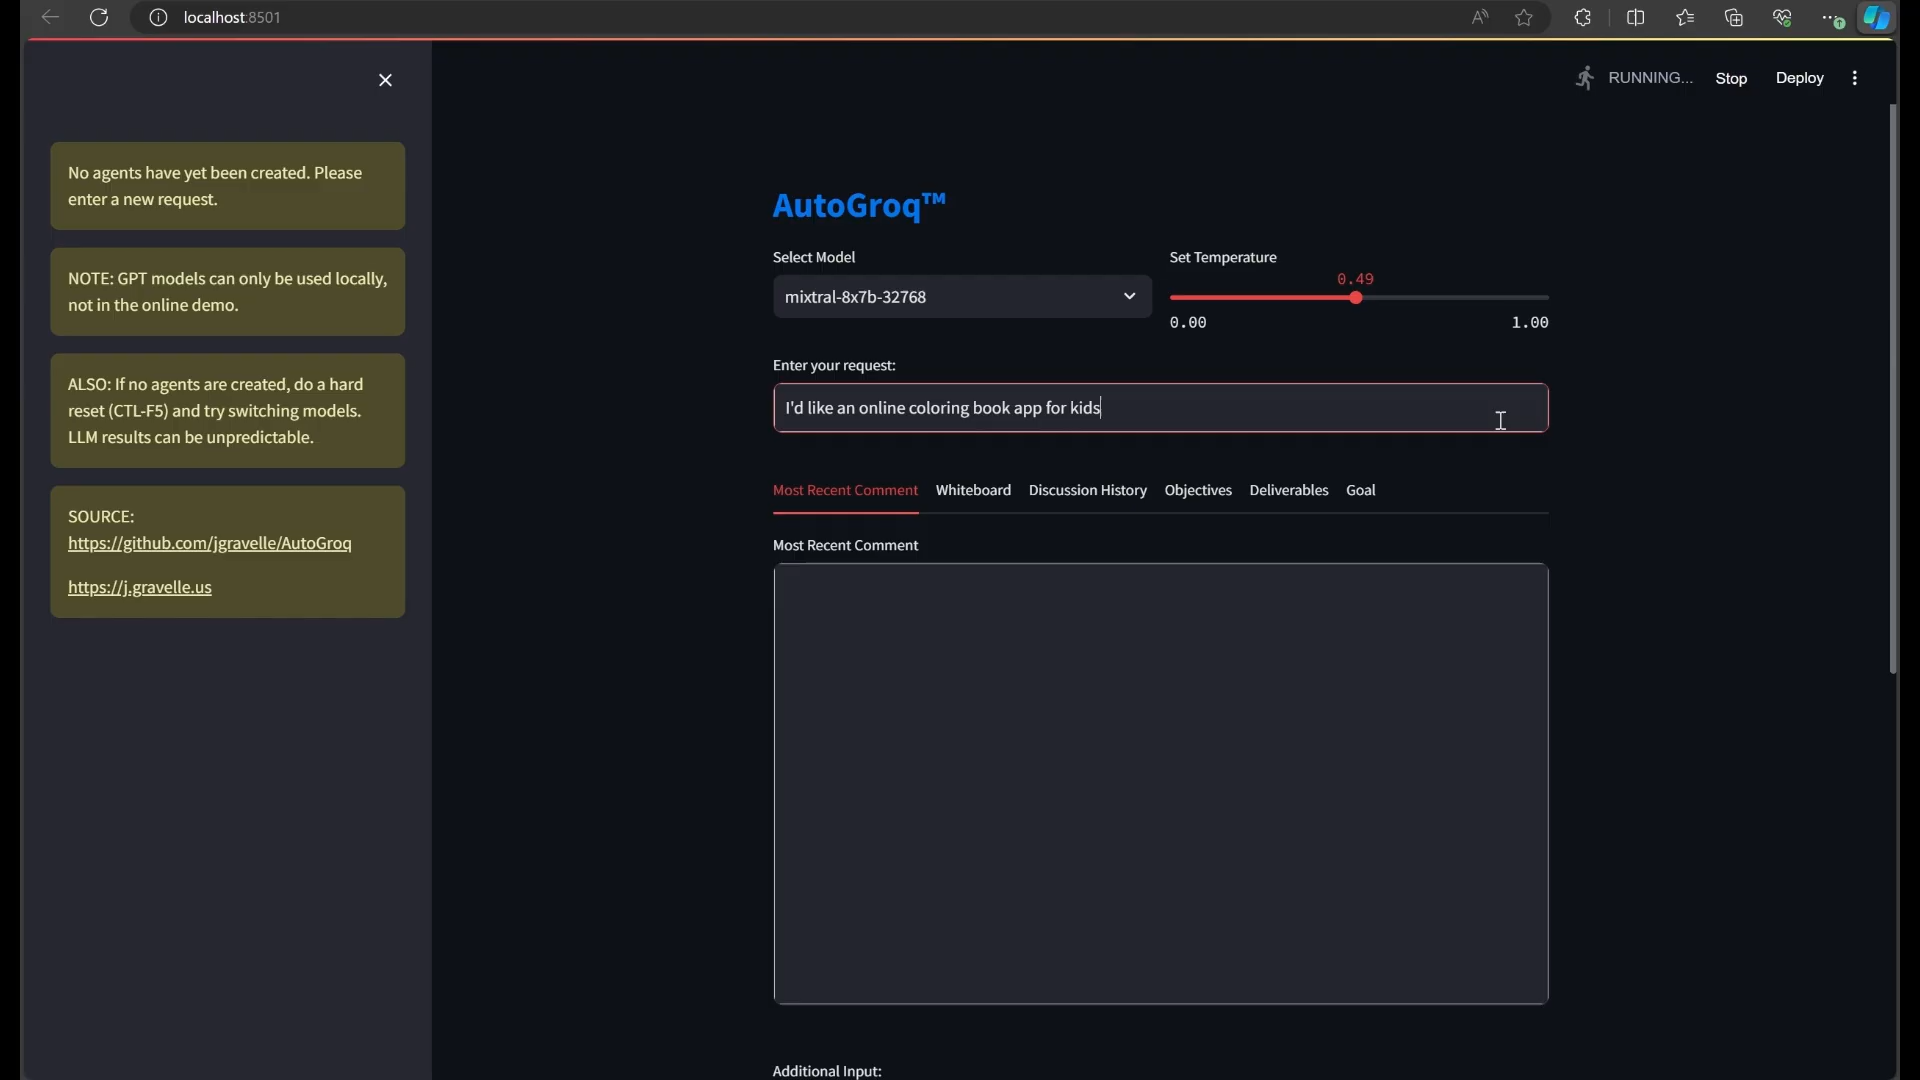 localhost:8501
RUNNING... Stop Deploy
No agents have yet been created. Please
enter a new request.
NOTE: GPT models can only be used locally,
not in the online demo.
ALSO: If no agents are created, do a hard
reset (CTL-F5) and try switching models.
LLM results can be unpredictable.
SOURCE:
https://github.com/jgravelle/AutoGroq
https://j.gravelle.us
AutoGroq™
Select Model
mixtral-8x7b-32768
Set Temperature
0.49
0.00 1.00
Enter your request:
I'd like an online coloring book app for kids
Most Recent Comment Whiteboard Discussion History Objectives Deliverables Goal
Most Recent Comment
Additional Input: